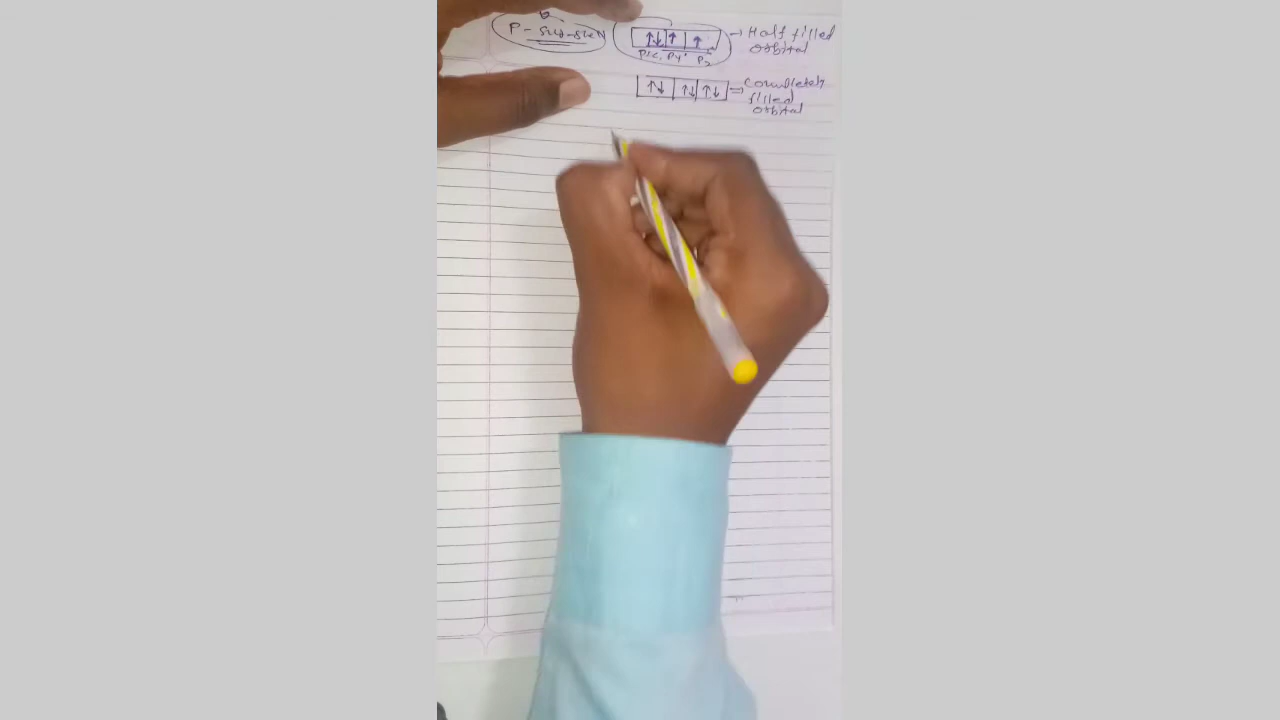 P - Sub-shell ↑↓ ↑ ↑ → Half filled
orbital
Px, Py, Pz
↑↓ ↑↓ ↑↓ ⇒ Completely
filled
orbital